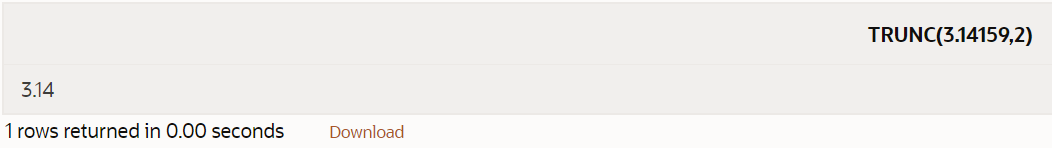 TRUNC(3.14159,2)
3.14
1 rows returned in 0.00 seconds Download